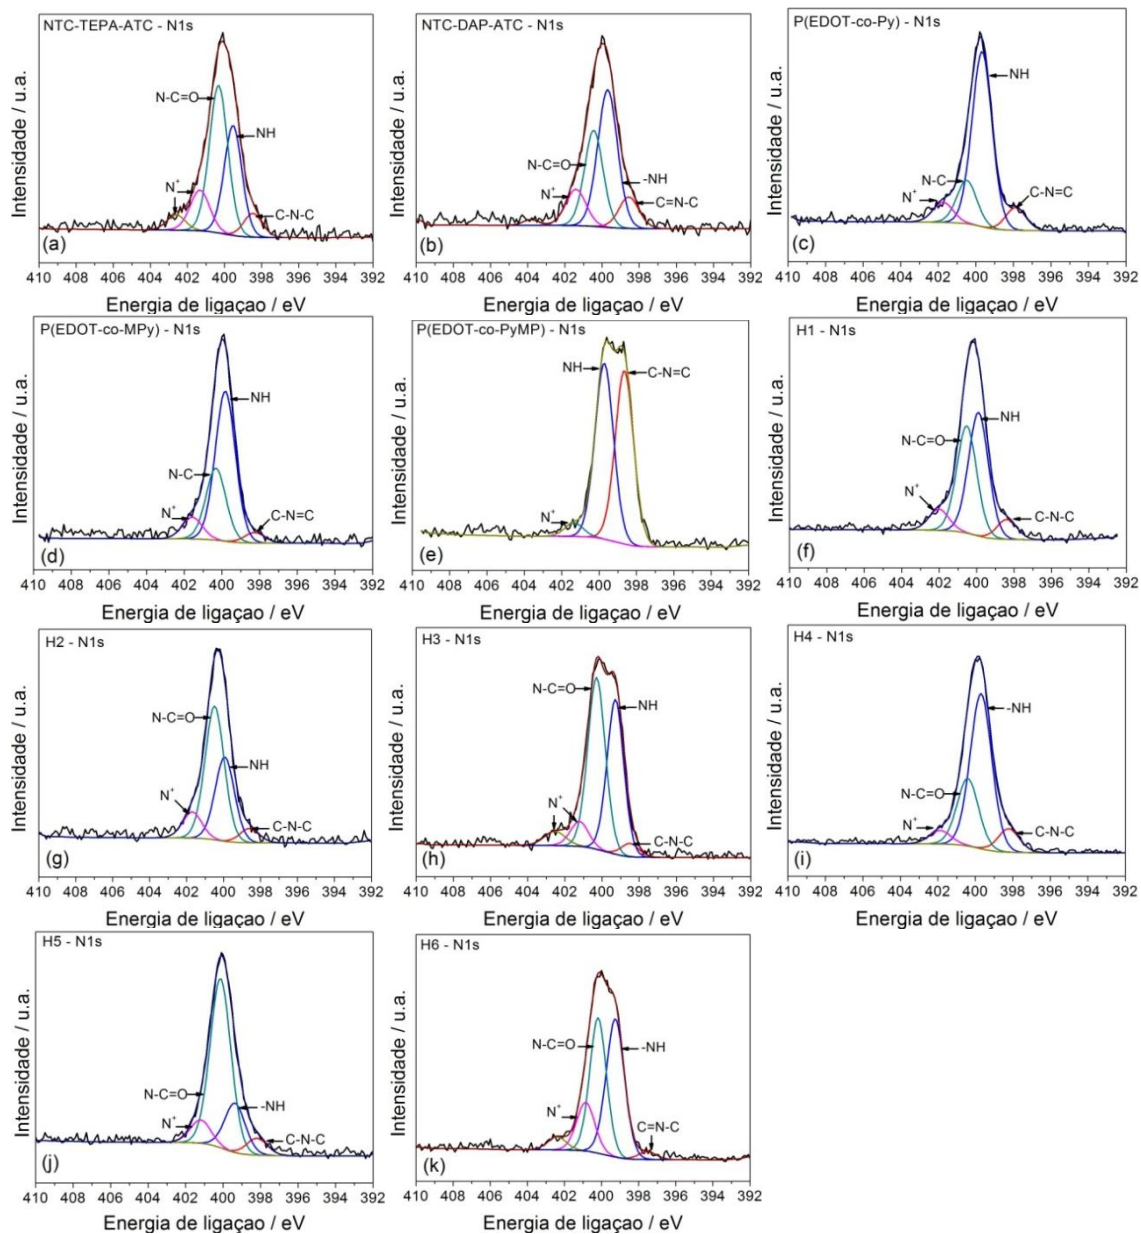 NTC-TEPA-ATC - N1s
Intensidade / u.a.
N-C=O
NH
N⁺
C-N-C
(a)
410 408 406 404 402 400 398 396 394 392
Energia de ligaçao / eV
NTC-DAP-ATC - N1s
Intensidade / u.a.
N-C=O
-NH
N⁺
C=N-C
(b)
410 408 406 404 402 400 398 396 394 392
Energia de ligaçao / eV
P(EDOT-co-Py) - N1s
Intensidade / u.a.
NH
N-C
N⁺
C-N=C
(c)
410 408 406 404 402 400 398 396 394 392
Energia de ligaçao / eV
P(EDOT-co-MPy) - N1s
Intensidade / u.a.
NH
N-C
N⁺
C-N=C
(d)
410 408 406 404 402 400 398 396 394 392
Energia de ligaçao / eV
P(EDOT-co-PyMP) - N1s
Intensidade / u.a.
NH
C-N=C
N⁺
(e)
410 408 406 404 402 400 398 396 394 392
Energia de ligaçao / eV
H1 - N1s
Intensidade / u.a.
NH
N-C=O
N⁺
C-N-C
(f)
410 408 406 404 402 400 398 396 394 392
Energia de ligaçao / eV
H2 - N1s
Intensidade / u.a.
N-C=O
NH
N⁺
C-N-C
(g)
410 408 406 404 402 400 398 396 394 392
Energia de ligaçao / eV
H3 - N1s
Intensidade / u.a.
N-C=O
NH
N⁺
C-N-C
(h)
410 408 406 404 402 400 398 396 394 392
Energia de ligaçao / eV
H4 - N1s
Intensidade / u.a.
-NH
N-C=O
N⁺
C-N-C
(i)
410 408 406 404 402 400 398 396 394 392
Energia de ligaçao / eV
H5 - N1s
Intensidade / u.a.
N-C=O
-NH
N⁺
C-N-C
(j)
410 408 406 404 402 400 398 396 394 392
Energia de ligaçao / eV
H6 - N1s
Intensidade / u.a.
N-C=O
-NH
N⁺
C=N-C
(k)
410 408 406 404 402 400 398 396 394 392
Energia de ligaçao / eV